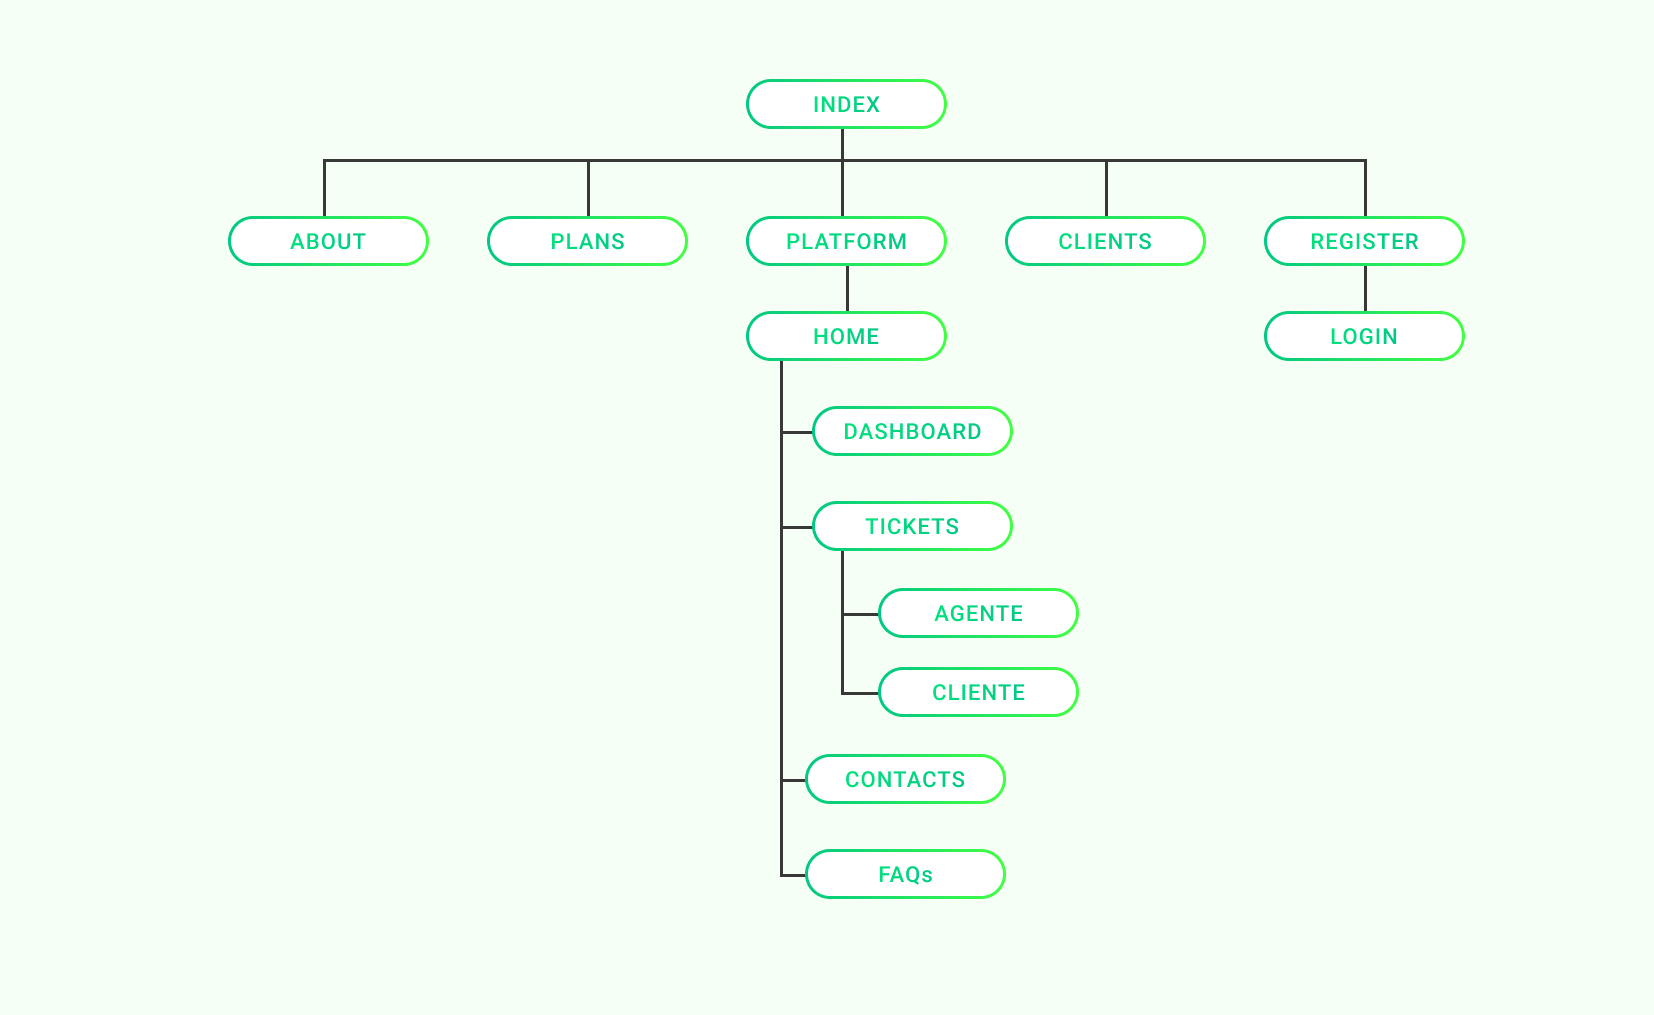 INDEX
ABOUT
PLANS
PLATFORM
CLIENTS
REGISTER
HOME
LOGIN
DASHBOARD
TICKETS
AGENTE
CLIENTE
CONTACTS
FAQs